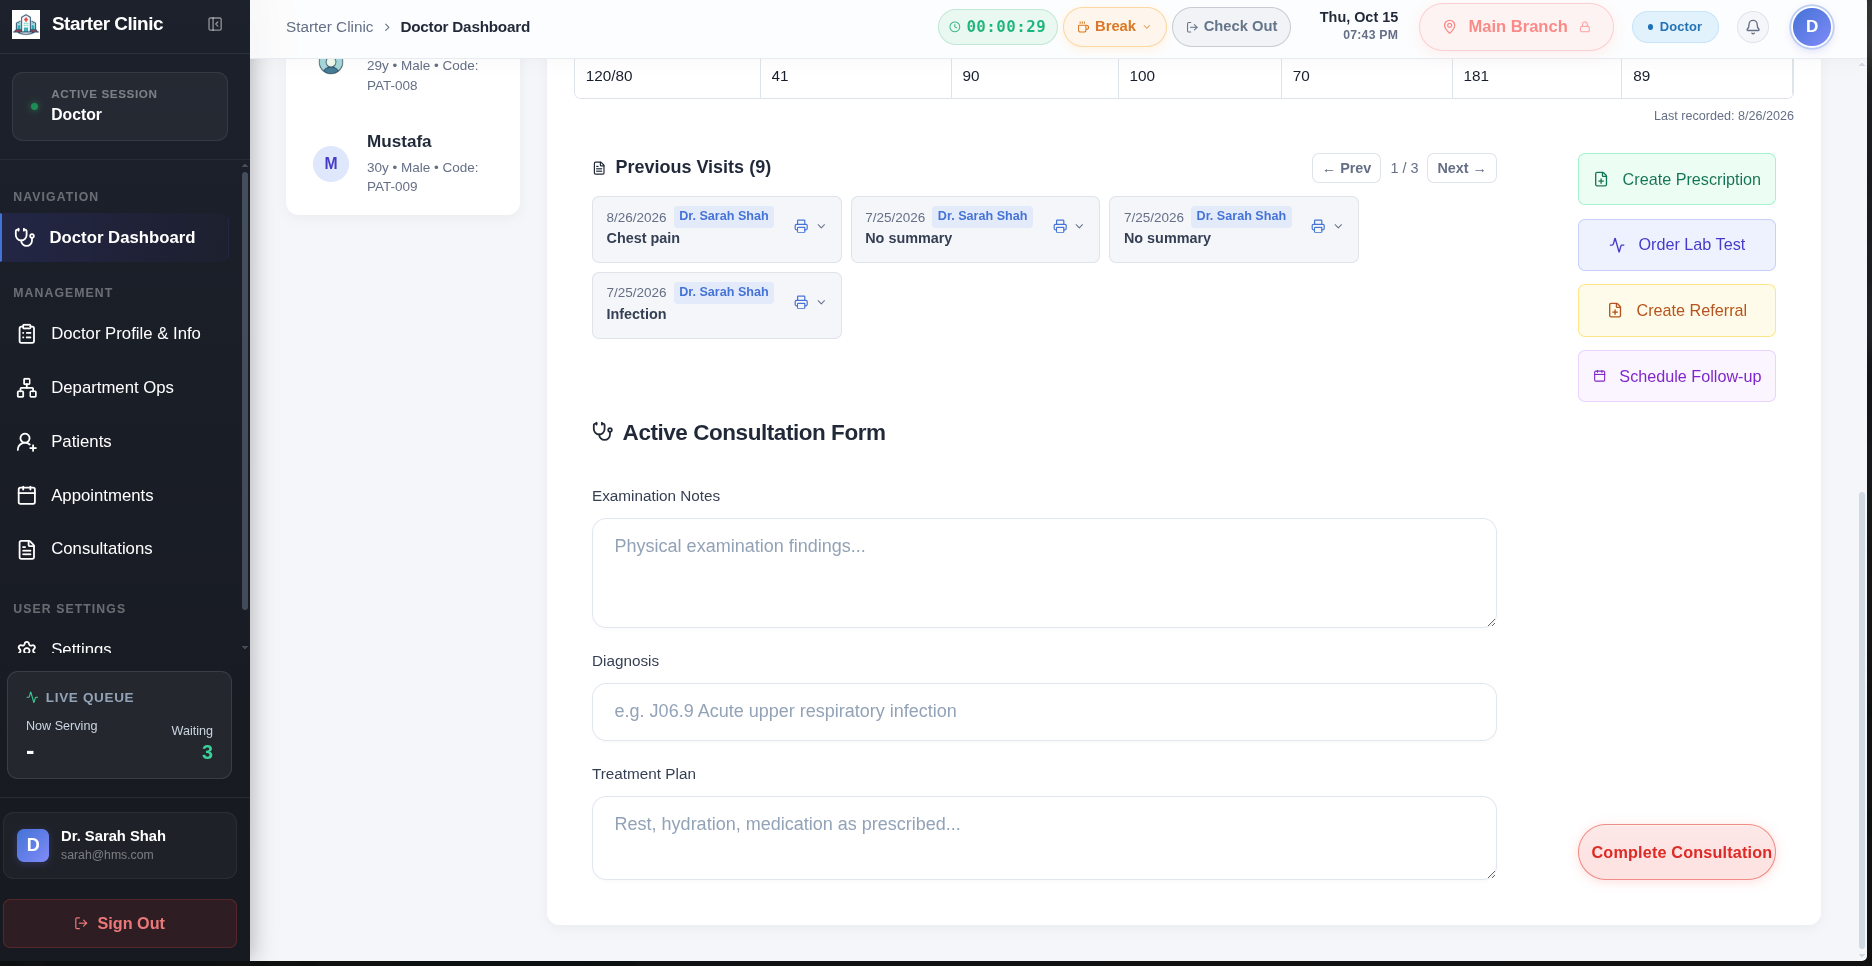 Starter Clinic
ACTIVE SESSION
Doctor
NAVIGATION
Doctor Dashboard
MANAGEMENT
Doctor Profile & Info
Department Ops
Patients
Appointments
Consultations
USER SETTINGS
Settings
LIVE QUEUE
Now Serving
Waiting
-
3
D
Dr. Sarah Shah
sarah@hms.com
Sign Out
Starter Clinic › Doctor Dashboard
00:00:29
Break
Check Out
Thu, Oct 15
07:43 PM
Main Branch
Doctor
D
29y • Male • Code:
PAT-008
M
Mustafa
30y • Male • Code:
PAT-009
120/80 41 90 100 70 181 89
Last recorded: 8/26/2026
Previous Visits (9)
← Prev 1 / 3 Next →
8/26/2026 Dr. Sarah Shah
Chest pain
7/25/2026 Dr. Sarah Shah
No summary
7/25/2026 Dr. Sarah Shah
No summary
7/25/2026 Dr. Sarah Shah
Infection
Create Prescription
Order Lab Test
Create Referral
Schedule Follow-up
Active Consultation Form
Examination Notes
Physical examination findings...
Diagnosis
e.g. J06.9 Acute upper respiratory infection
Treatment Plan
Rest, hydration, medication as prescribed...
Complete Consultation